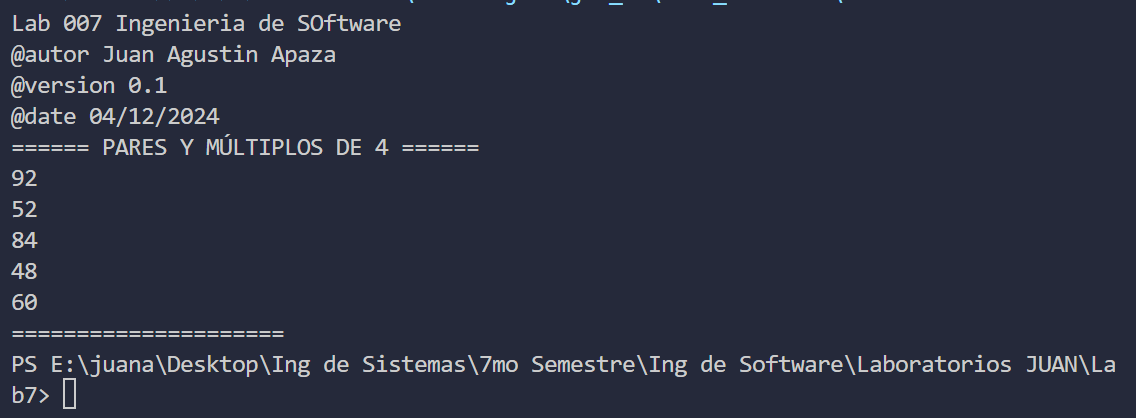 Lab 007 Ingenieria de SOftware
@autor Juan Agustin Apaza
@version 0.1
@date 04/12/2024
====== PARES Y MÚLTIPLOS DE 4 ======
92
52
84
48
60
=====================
PS E:\juana\Desktop\Ing de Sistemas\7mo Semestre\Ing de Software\Laboratorios JUAN\La
b7>